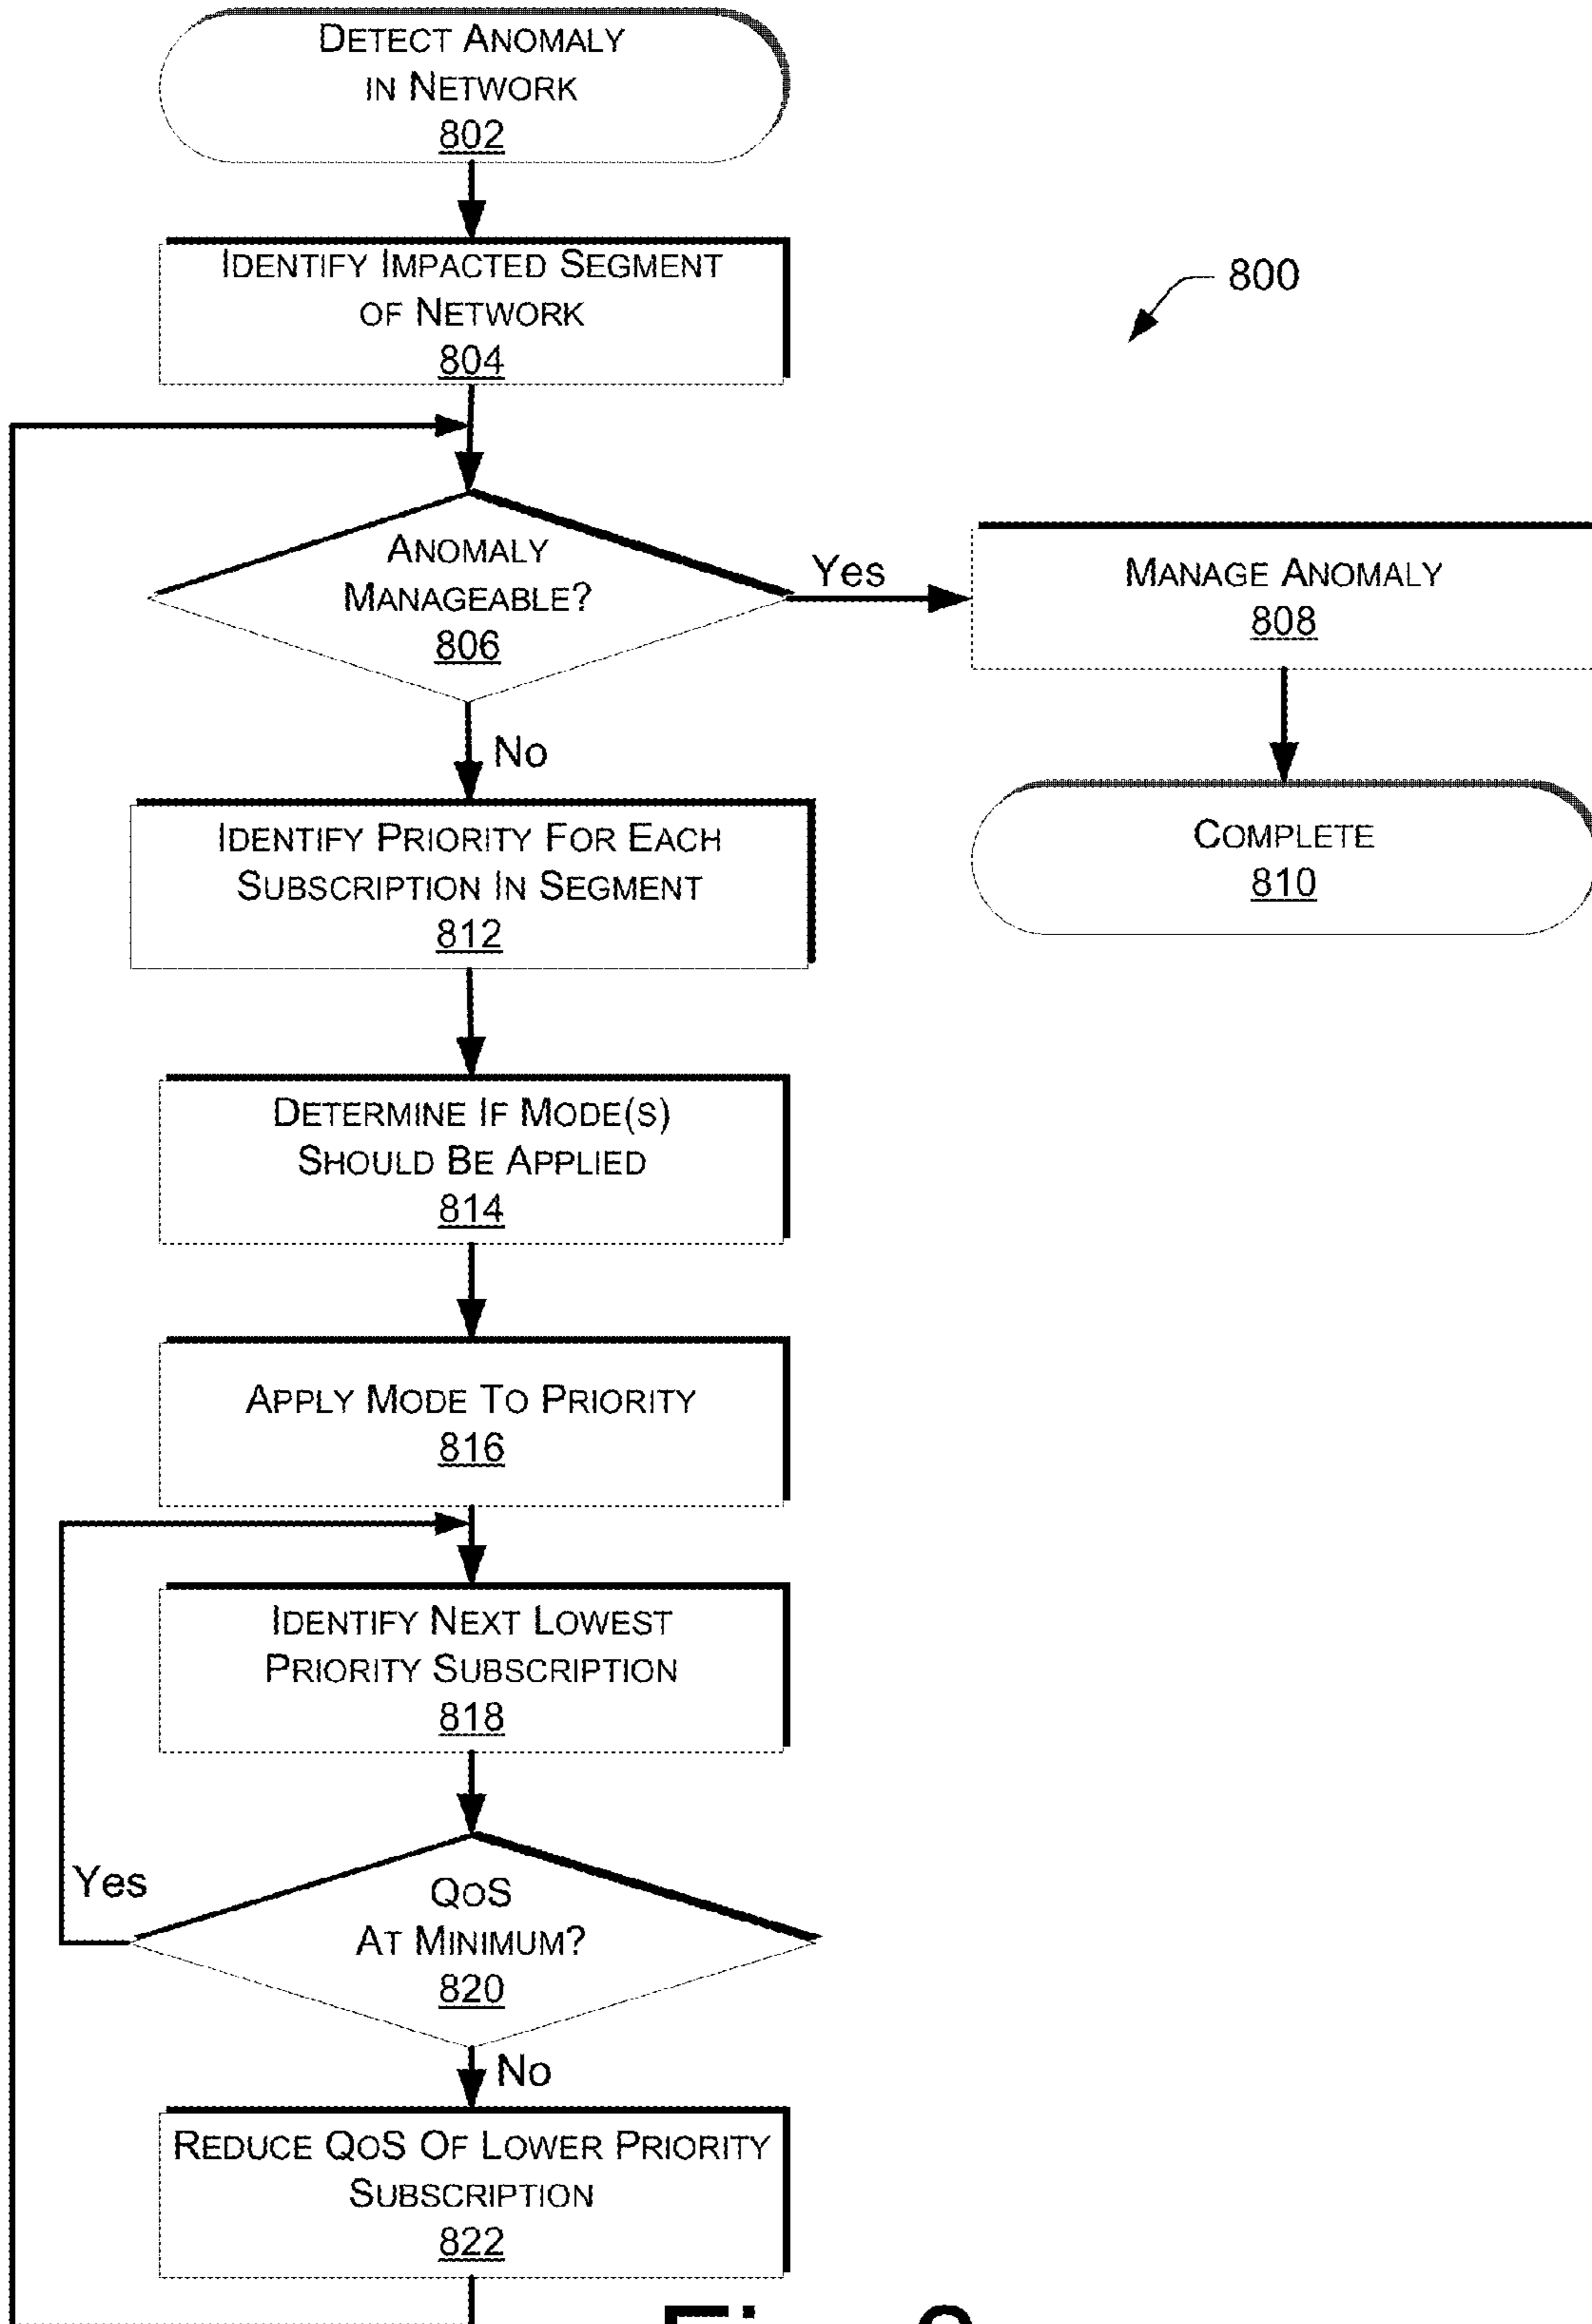 DETECT ANOMALY
IN NETWORK
802
IDENTIFY IMPACTED SEGMENT
OF NETWORK
804
800
ANOMALY
MANAGEABLE?
806
Yes
MANAGE ANOMALY
808
No
COMPLETE
810
IDENTIFY PRIORITY FOR EACH
SUBSCRIPTION IN SEGMENT
812
DETERMINE IF MODE(S)
SHOULD BE APPLIED
814
APPLY MODE TO PRIORITY
816
IDENTIFY NEXT LOWEST
PRIORITY SUBSCRIPTION
818
Yes
QOS
AT MINIMUM?
820
No
REDUCE QOS OF LOWER PRIORITY
SUBSCRIPTION
822